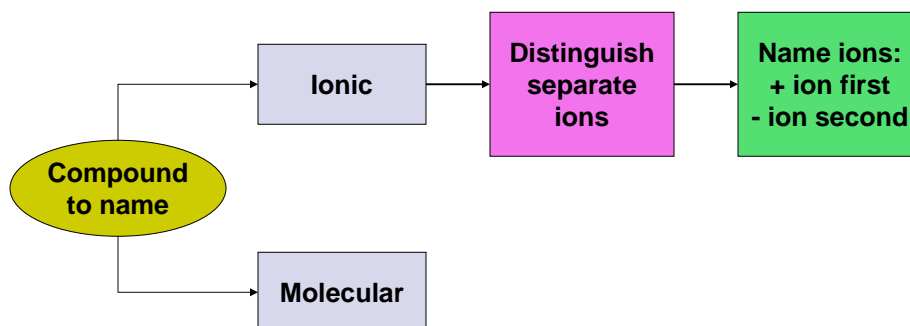 Compound
to name
Ionic
Distinguish
separate
ions
Name ions:
+ ion first
- ion second
Molecular